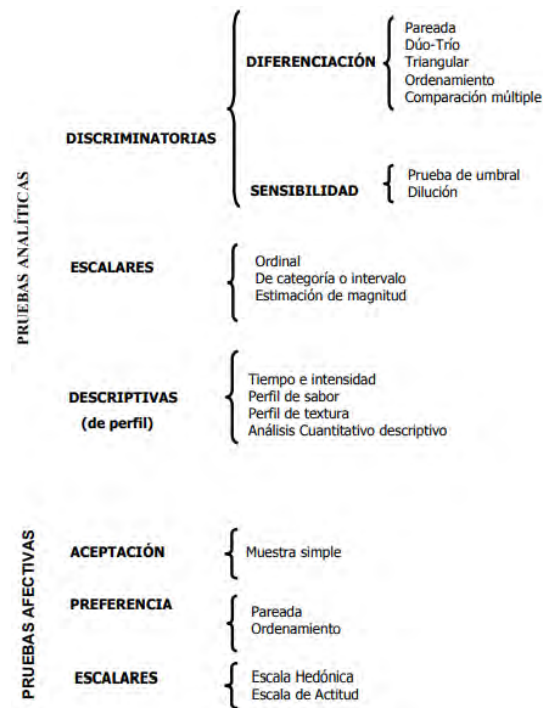 PRUEBAS ANALÍTICAS
DISCRIMINATORIAS
DIFERENCIACIÓN
Pareada
Dúo-Trío
Triangular
Ordenamiento
Comparación múltiple
SENSIBILIDAD
Prueba de umbral
Dilución
ESCALARES
Ordinal
De categoría o intervalo
Estimación de magnitud
DESCRIPTIVAS
(de perfil)
Tiempo e intensidad
Perfil de sabor
Perfil de textura
Análisis Cuantitativo descriptivo
PRUEBAS AFECTIVAS
ACEPTACIÓN
Muestra simple
PREFERENCIA
Pareada
Ordenamiento
ESCALARES
Escala Hedónica
Escala de Actitud